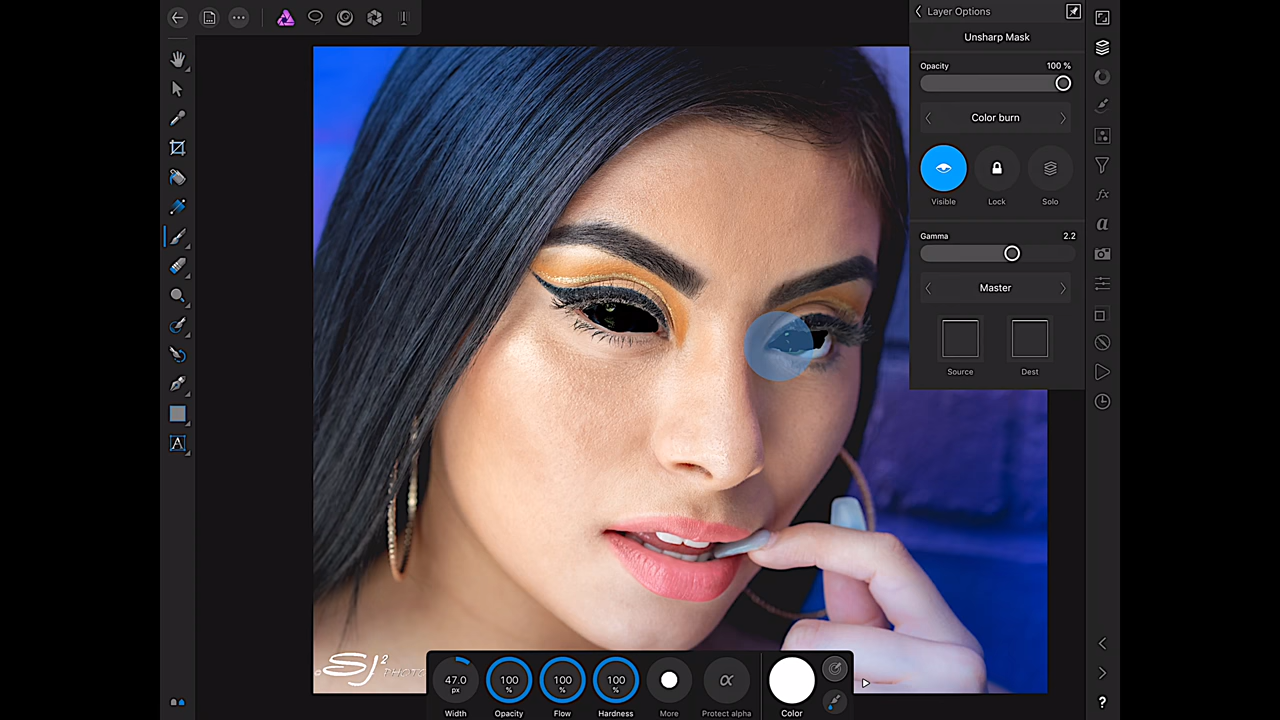 Layer Options
Unsharp Mask
Opacity 100 %
Color burn
Visible Lock Solo
Gamma 2.2
Master
Source Dest
fx
a
A
SJ² PHOTO
47.0 px 100 % 100 % 100 % α
Width Opacity Flow Hardness More Protect alpha Color
?